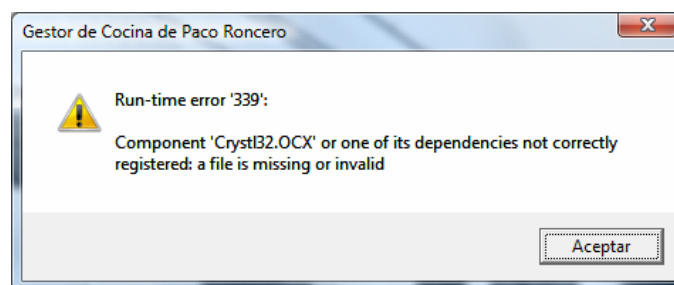 Gestor de Cocina de Paco Roncero
Run-time error '339':
Component 'Crystl32.OCX' or one of its dependencies not correctly
registered: a file is missing or invalid
Aceptar